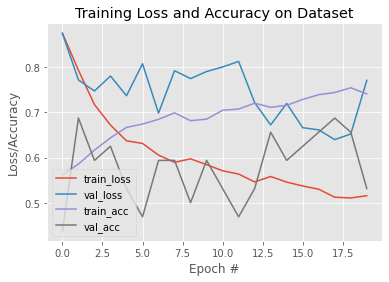 Training Loss and Accuracy on Dataset
Loss/Accuracy
0.8
0.7
0.6
0.5
train_loss
val_loss
train_acc
val_acc
0.0 2.5 5.0 7.5 10.0 12.5 15.0 17.5
Epoch #